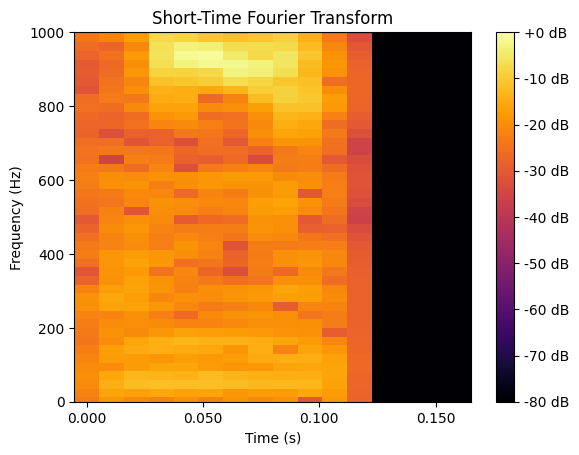 Short-Time Fourier Transform
Frequency (Hz)
1000
800
600
400
200
0
0.000
0.050
0.100
0.150
Time (s)
+0 dB
-10 dB
-20 dB
-30 dB
-40 dB
-50 dB
-60 dB
-70 dB
-80 dB